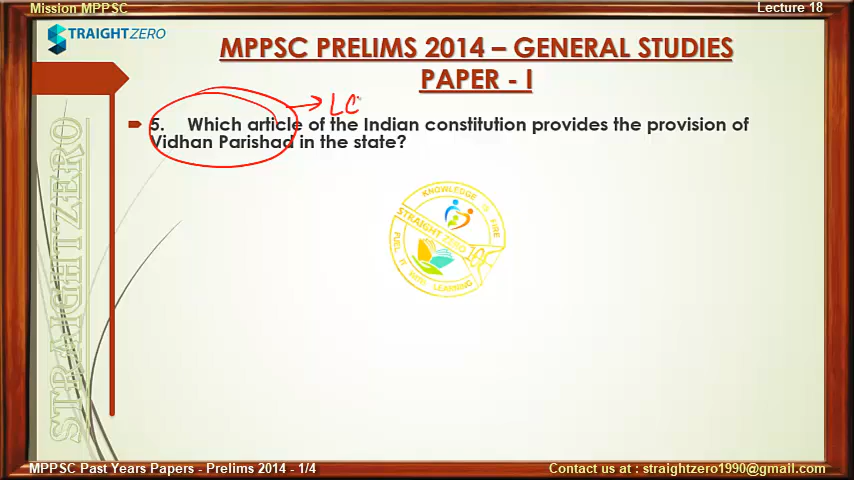 Mission MPPSC
Lecture 18
STRAIGHTZERO
MPPSC PRELIMS 2014 – GENERAL STUDIES
PAPER - I
LC
5. Which article of the Indian constitution provides the provision of
Vidhan Parishad in the state?
KNOWLEDGE IS FIRE
STRAIGHT ZERO
FUEL IT WITH LEARNING
STRAIGHTZERO
MPPSC Past Years Papers - Prelims 2014 - 1/4
Contact us at : straightzero1990@gmail.com